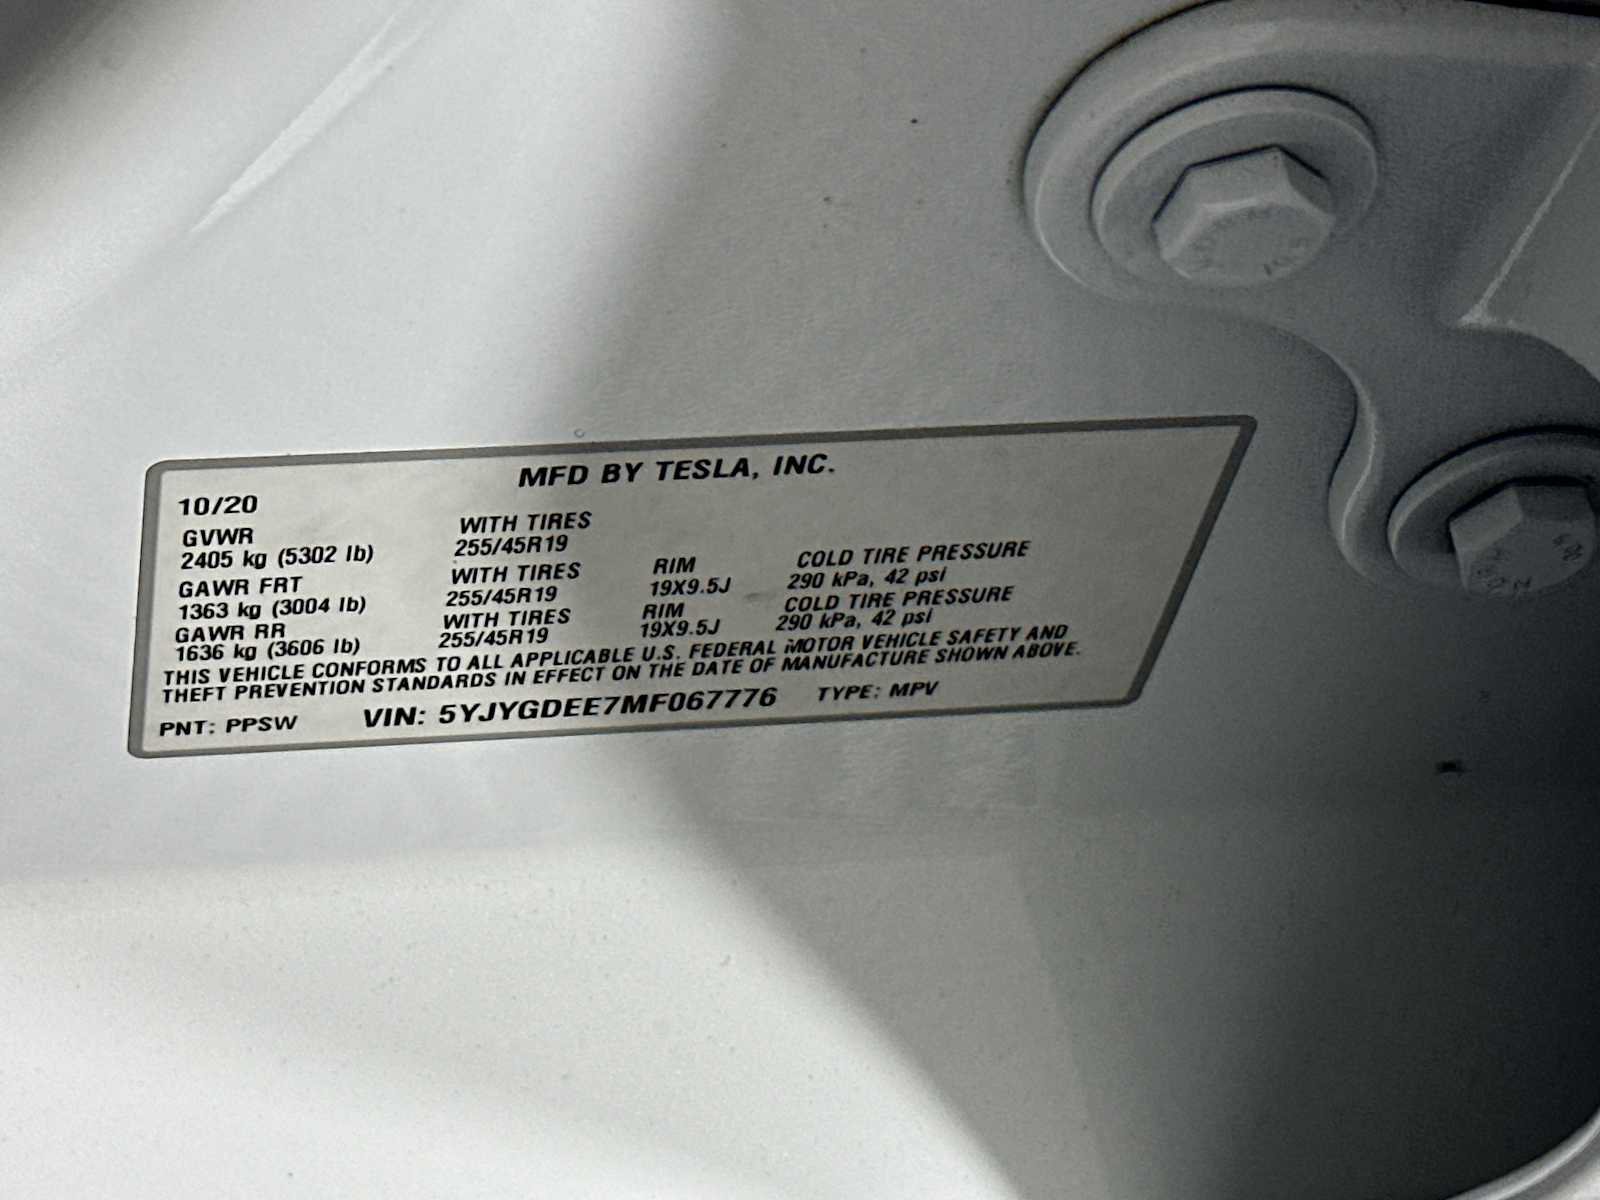 MFD BY TESLA, INC.
10/20
GVWR WITH TIRES
2405 kg (5302 lb) 255/45R19
GAWR FRT WITH TIRES RIM COLD TIRE PRESSURE
1363 kg (3004 lb) 255/45R19 19X9.5J 290 kPa, 42 psi
GAWR RR WITH TIRES RIM COLD TIRE PRESSURE
1636 kg (3606 lb) 255/45R19 19X9.5J 290 kPa, 42 psi
THIS VEHICLE CONFORMS TO ALL APPLICABLE U.S. FEDERAL MOTOR VEHICLE SAFETY AND
THEFT PREVENTION STANDARDS IN EFFECT ON THE DATE OF MANUFACTURE SHOWN ABOVE.
PNT: PPSW VIN: 5YJYGDEE7MF067776 TYPE: MPV